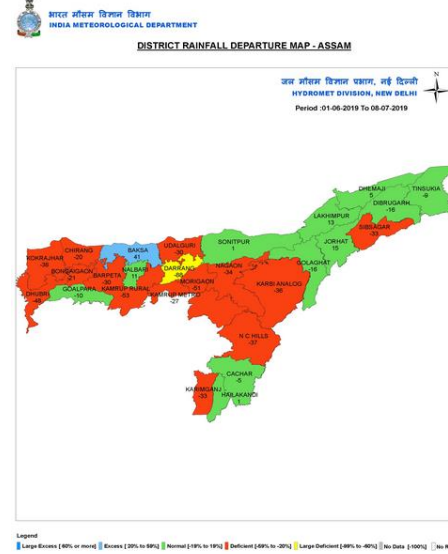 भारत मौसम विज्ञान विभाग
INDIA METEOROLOGICAL DEPARTMENT
DISTRICT RAINFALL DEPARTURE MAP - ASSAM
जल मौसम विज्ञान प्रभाग, नई दिल्ली
N
HYDROMET DIVISION, NEW DELHI
Period :01-06-2019 To 08-07-2019
DHEMAJI
5
TINSUKIA
-9
DIBRUGARH
-16
LAKHIMPUR
13
SIBSAGAR
-33
JORHAT
15
SONITPUR
1
UDALGURI
-30
BAKSA
41
CHIRANG
-20
KOKRAJHAR
BONGAIGAON
-21
BARPETA
-30
NALBARI
11
DARRANG
NAGAON
-34
GOLAGHAT
-16
MORIGAON
-51
KARBI ANALOG
-36
DHUBRI
GOALPARA
-10
KAMRUP RURAL
-53
KAMRUP METRO
-27
N C HILLS
-37
CACHAR
-5
KARIMGANJ
-33
HAILAKANDI
1
Legend
Large Excess [ 60% or more] Excess [ 20% to 59%] Normal [-19% to 19%] Deficient [-59% to -20%] Large Deficient [-99% to -60%] No Data [-100%] No R